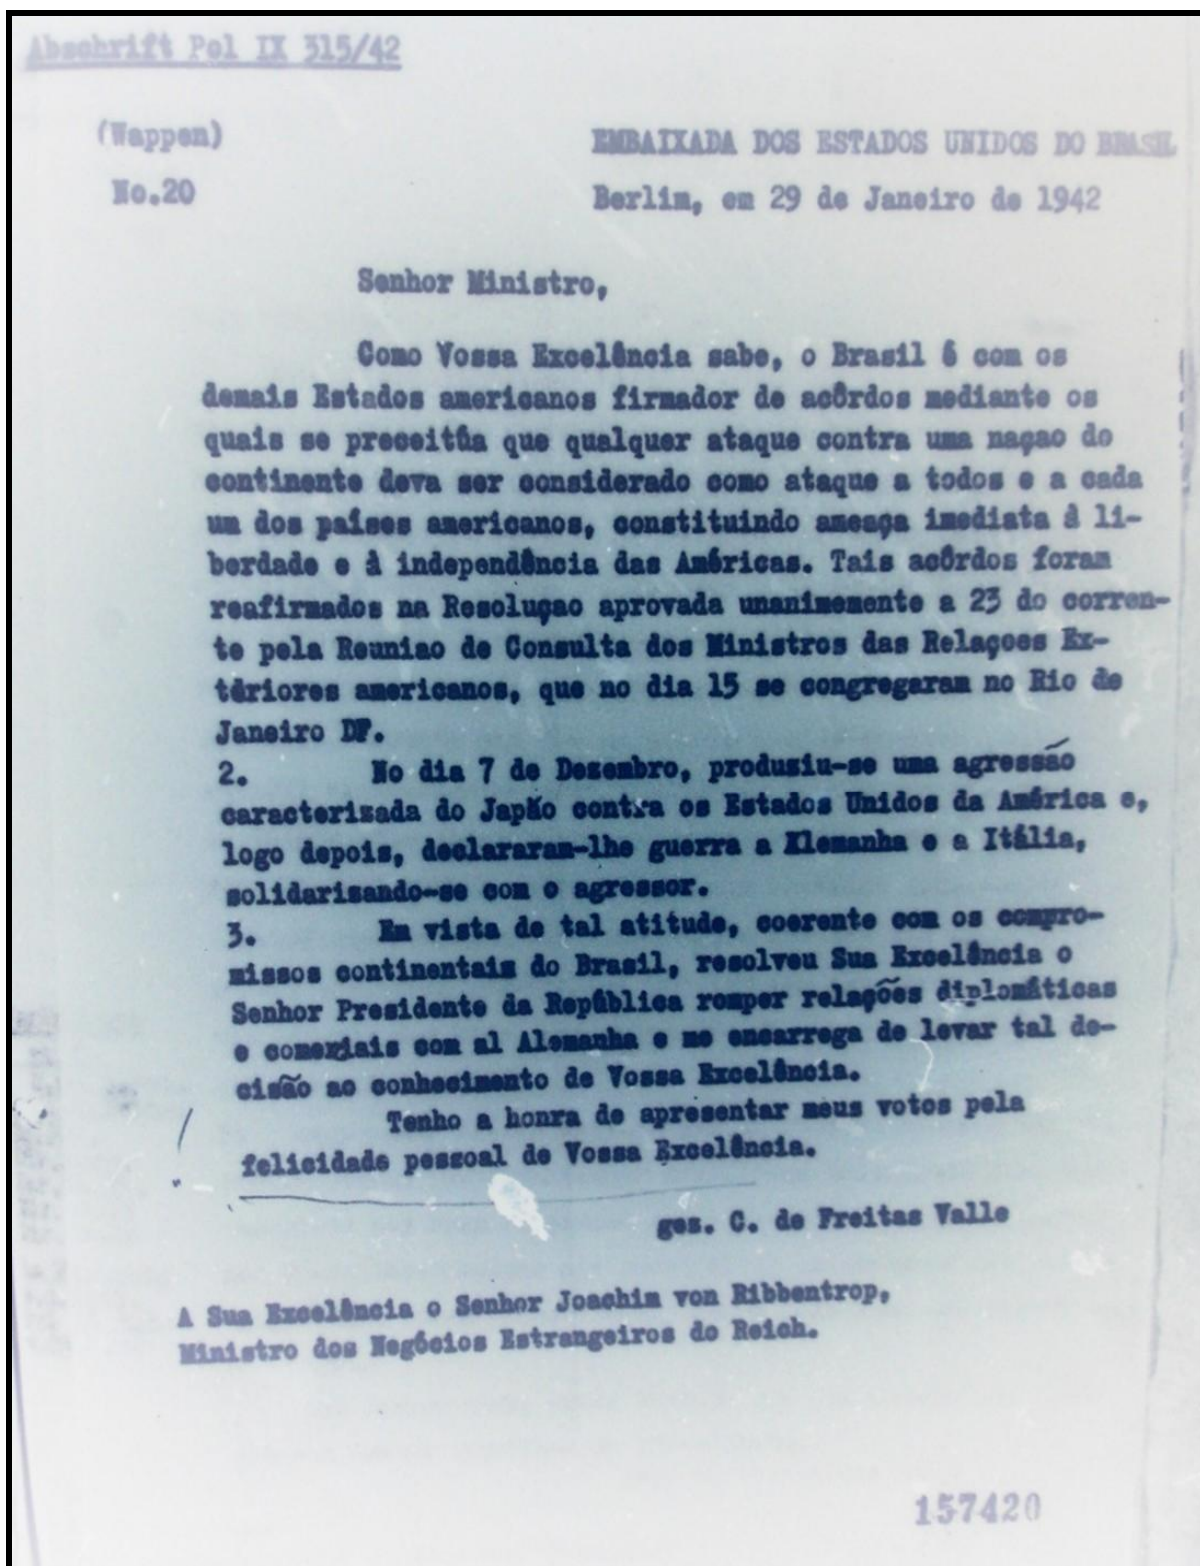 Abschrift Pol IX 315/42
(Wappen)
EMBAIXADA DOS ESTADOS UNIDOS DO BRASIL
No.20
Berlim, em 29 de Janeiro de 1942
Senhor Ministro,
Como Vossa Excelência sabe, o Brasil é com os
demais Estados americanos firmador de acôrdos mediante os
quais se preceitúa que qualquer ataque contra uma naçao do
continente deva ser considerado como ataque a todos e a cada
um dos países americanos, constituindo ameaça imediata à li-
berdade e à independência das Américas. Tais acôrdos foram
reafirmados na Resoluçao aprovada unanimemente a 23 do corren-
te pela Reuniao de Consulta dos Ministros das Relaçoes Ex-
tériores americanos, que no dia 15 se congregaram no Rio de
Janeiro DF.
2. No dia 7 de Dezembro, produziu-se uma agressão
caracterizada do Japão contra os Estados Unidos da América e,
logo depois, declararam-lhe guerra a Alemanha e a Itália,
solidarizando-se com o agressor.
3. Em vista de tal atitude, coerente com os compro-
missos continentais do Brasil, resolveu Sua Excelência o
Senhor Presidente da República romper relações diplomáticas
e comerciais com al Alemanha e me encarrega de levar tal de-
cisão ao conhecimento de Vossa Excelência.
Tenho a honra de apresentar meus votos pela
felicidade pessoal de Vossa Excelência.
gez. C. de Freitas Valle
A Sua Excelência o Senhor Joachim von Ribbentrop,
Ministro dos Negócios Estrangeiros do Reich.
157420